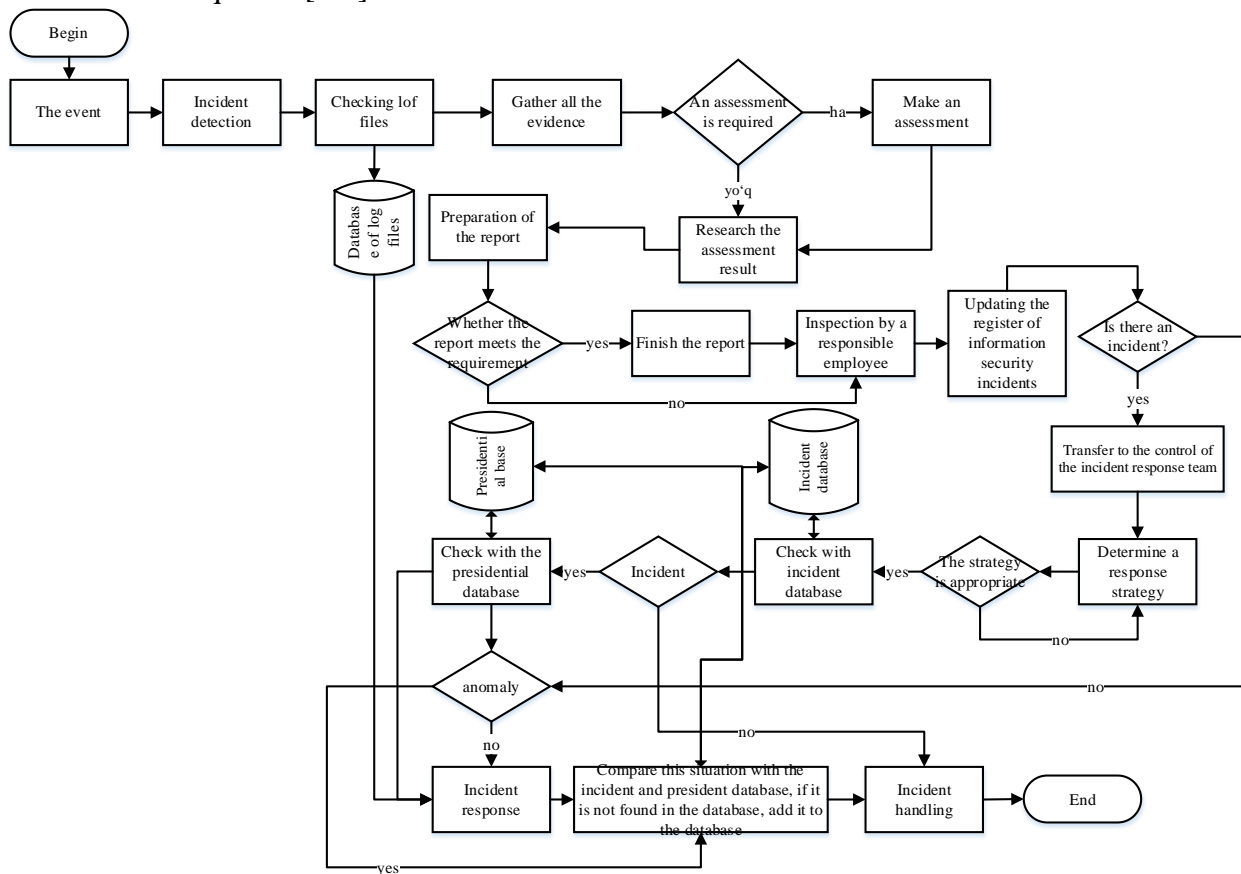 Begin
The event
Incident
detection
Checking lof
files
Gather all the
evidence
An assessment
is required
ha
Make an
assessment
yo‘q
Databas
e of log
files
Preparation of
the report
Research the
assessment
result
Whether the
report meets the
requirement
yes
Finish the report
Inspection by a
responsible
employee
Updating the
register of
information
security
incidents
Is there an
incident?
no
yes
Presidenti
al base
Incident
database
Transfer to the control of
the incident response team
Check with the
presidential
database
yes
Incident
Check with
incident
database
yes
The strategy
is appropriate
Determine a
response
strategy
no
anomaly
no
no
no
Incident
response
Compare this situation with the
incident and president database, if it
is not found in the database, add it to
the database
Incident
handling
End
yes